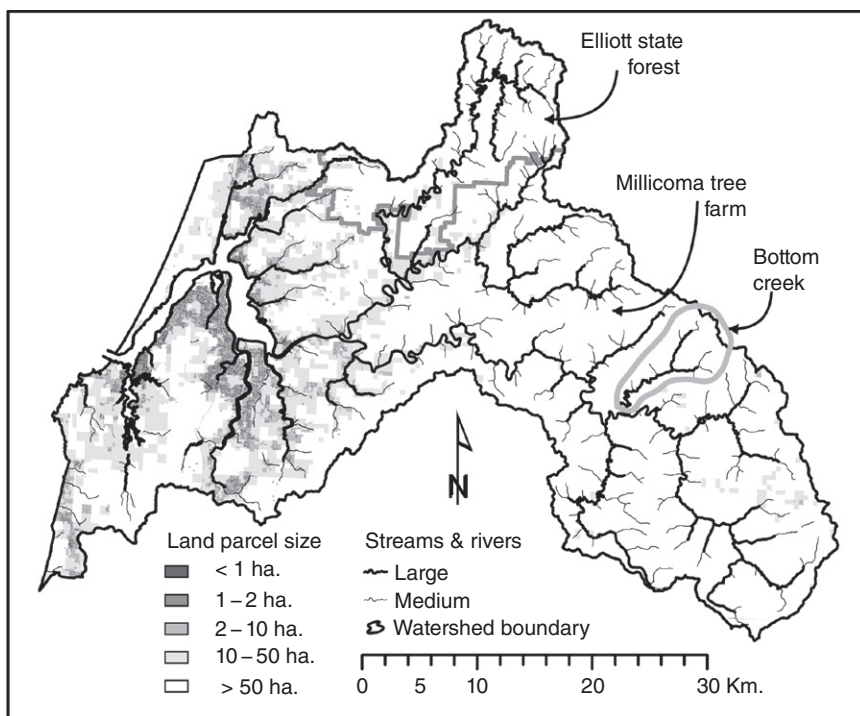 Elliott state
forest
Millicoma tree
farm
Bottom
creek
N
Land parcel size
< 1 ha.
1–2 ha.
2–10 ha.
10–50 ha.
> 50 ha.
Streams & rivers
Large
Medium
Watershed boundary
0 5 10 20 30 Km.